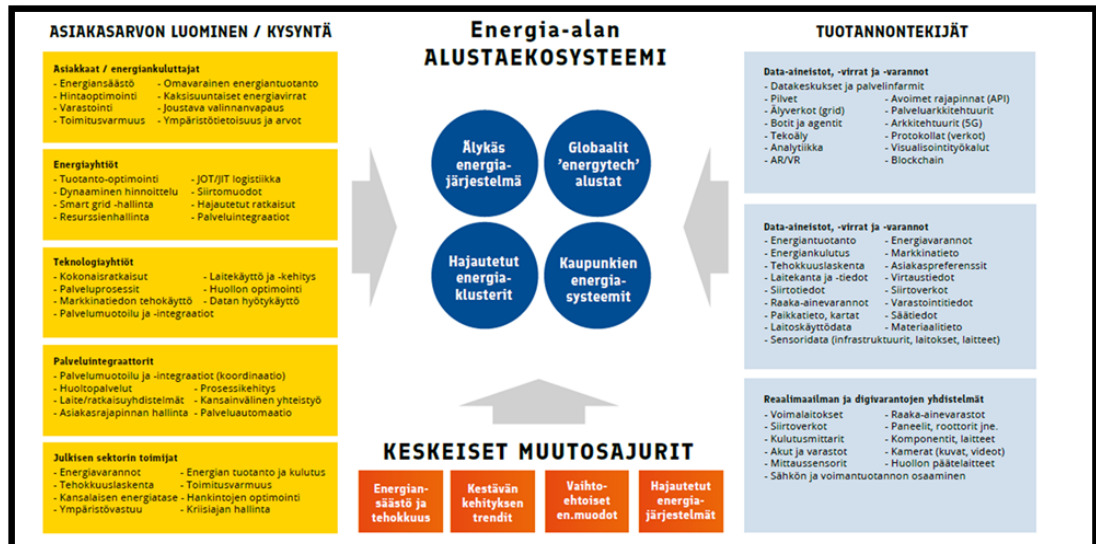 ASIAKASARVON LUOMINEN / KYSYNTÄ
Asiakkaat / energiankuluttajat
- Energiansäästö - Omavarainen energiantuotanto
- Hintaoptimointi - Kaksisuuntaiset energiavirrat
- Varastointi - Joustava valinnanvapaus
- Toimitusvarmuus - Ympäristötietoisuus ja arvot
Energiayhtiöt
- Tuotanto-optimointi - JOT/JIT logistiikka
- Dynaaminen hinnoittelu - Siirtomuodot
- Smart grid -hallinta - Hajautetut ratkaisut
- Resurssienhallinta - Palveluintegraatiot
Teknologiayhtiöt
- Kokonaisratkaisut - Laitekäyttö ja -kehitys
- Palveluprosessit - Huollon optimointi
- Markkinatiedon tehokäyttö - Datan hyötykäyttö
- Palvelumuotoilu ja -integraatiot
Palveluintegraattorit
- Palvelumuotoilu ja -integraatiot (koordinaatio)
- Huoltopalvelut - Prosessikehitys
- Laite/ratkaisuyhdistelmät - Kansainvälinen yhteistyö
- Asiakasrajapinnan hallinta - Palveluautomaatio
Julkisen sektorin toimijat
- Energiavarannot - Energian tuotanto ja kulutus
- Tehokkuuslaskenta - Toimitusvarmuus
- Kansalaisen energiatase - Hankintojen optimointi
- Ympäristövastuu - Kriisiajan hallinta
Energia-alan
ALUSTAEKOSYSTEEMI
Älykäs
energia-
järjestelmä
Globaalit
'energytech'
alustat
Hajautetut
energia-
klusterit
Kaupunkien
energia-
systeemit
KESKEISET MUUTOSAJURIT
Energian-
säästö ja
tehokkuus
Kestävän
kehityksen
trendit
Vaihto-
ehtoiset
en.muodot
Hajautetut
energia-
järjestelmät
TUOTANNONTEKIJÄT
Data-aineistot, -virrat ja -varannot
- Datakeskukset ja palvelinfarmit
- Pilvet - Avoimet rajapinnat (API)
- Älyverkot (grid) - Palveluarkkitehtuurit
- Botit ja agentit - Arkkitehtuurit (5G)
- Tekoäly - Protokollat (verkot)
- Analytiikka - Visualisointityökalut
- AR/VR - Blockchain
Data-aineistot, -virrat ja -varannot
- Energiantuotanto - Energiavarannot
- Energiankulutus - Markkinatieto
- Tehokkuuslaskenta - Asiakaspreferenssit
- Laitekanta ja -tiedot - Virtaustiedot
- Siirtotiedot - Siirtoverkot
- Raaka-ainevarannot - Varastointitiedot
- Paikkatieto, kartat - Säätiedot
- Laitoskäyttödata - Materiaalitieto
- Sensoridata (infrastruktuurit, laitokset, laitteet)
Reaalimaailman ja digivarantojen yhdistelmät
- Voimalaitokset - Raaka-ainevarastot
- Siirtoverkot - Paneelit, roottorit jne.
- Kulutusmittarit - Komponentit, laitteet
- Akut ja varastot - Kamerat (kuvat, videot)
- Mittaussensorit - Huollon päätelaitteet
- Sähkön ja voimantuotannon osaaminen